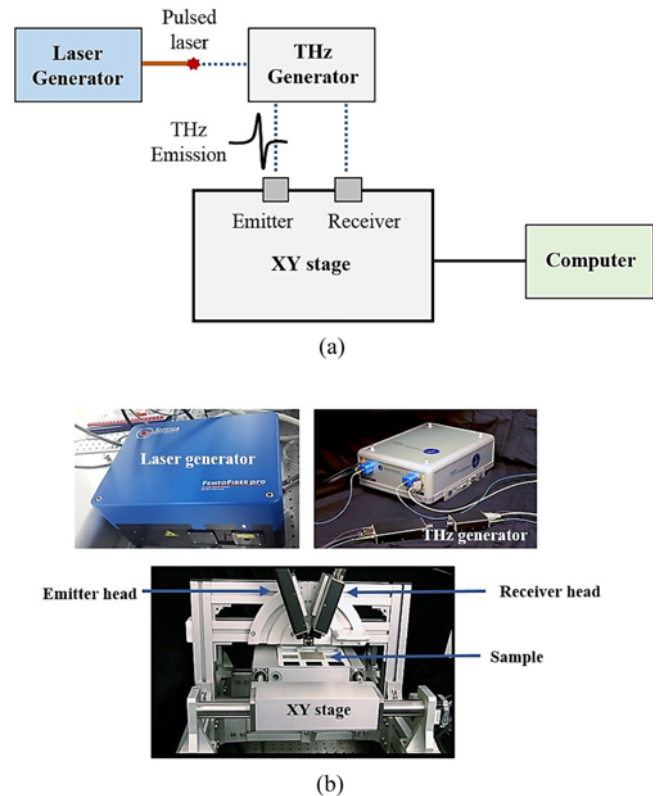 Pulsed
laser
Laser
Generator
THz
Generator
THz
Emission
Emitter
Receiver
XY stage
Computer
(a)
Laser generator
FEMTOFIBER pro
THz generator
Emitter head
Receiver head
Sample
XY stage
(b)